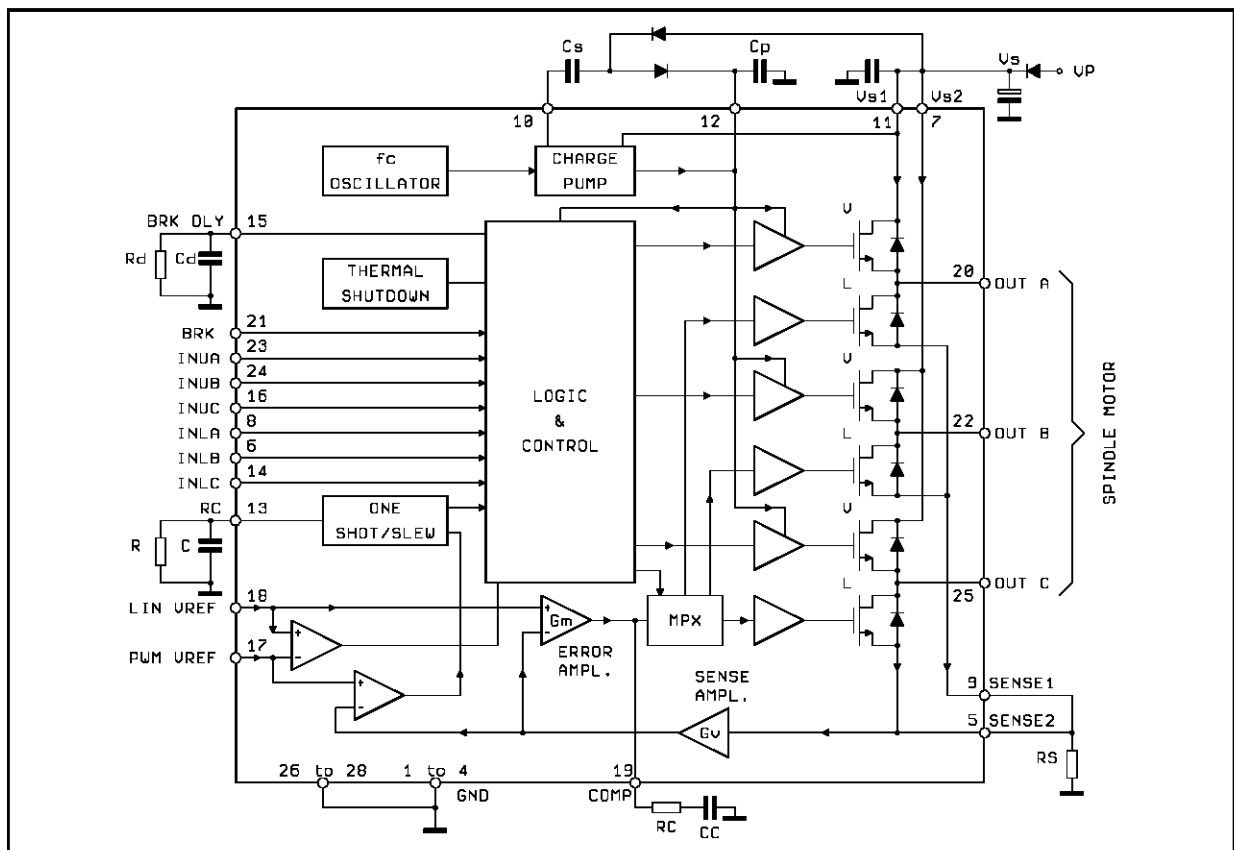 Cs
Cp
Vs
VP
Vs1
Vs2
10
12
11
7
fc
OSCILLATOR
CHARGE
PUMP
BRK DLY
15
Rd
Cd
THERMAL
SHUTDOWN
U
L
20
OUT A
BRK
21
INUA
23
INUB
24
INUC
16
INLA
8
INLB
6
INLC
14
LOGIC
&
CONTROL
U
L
22
OUT B
SPINDLE MOTOR
RC
13
ONE
SHOT/SLEW
R
C
U
L
OUT C
25
LIN VREF
18
+
-
PWM VREF
17
+
-
+
-
Gm
ERROR
AMPL.
MPX
SENSE
AMPL.
Gv
9
SENSE1
5
SENSE2
RS
26 to 28
1 to 4
GND
19
COMP
RC
CC